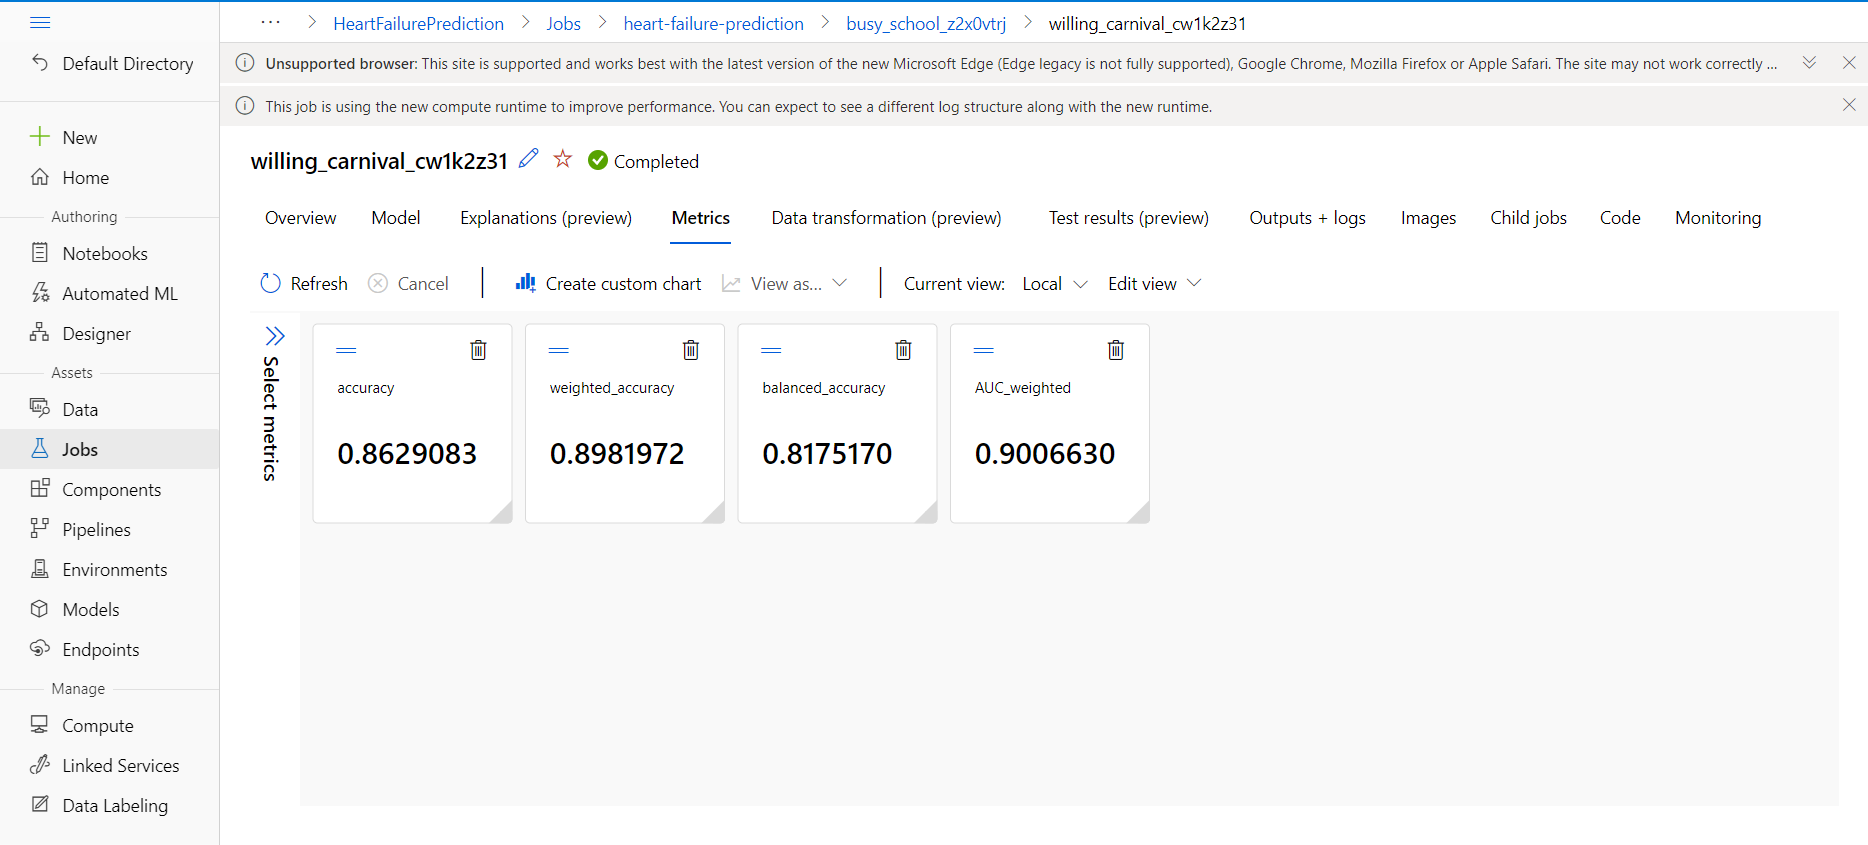 ... HeartFailurePrediction Jobs heart-failure-prediction busy_school_z2x0vtrj willing_carnival_cw1k2z31
Unsupported browser: This site is supported and works best with the latest version of the new Microsoft Edge (Edge legacy is not fully supported), Google Chrome, Mozilla Firefox or Apple Safari. The site may not work correctly ...
This job is using the new compute runtime to improve performance. You can expect to see a different log structure along with the new runtime.
Default Directory
New
Home
Authoring
Notebooks
Automated ML
Designer
Assets
Data
Jobs
Components
Pipelines
Environments
Models
Endpoints
Manage
Compute
Linked Services
Data Labeling
willing_carnival_cw1k2z31 Completed
Overview Model Explanations (preview) Metrics Data transformation (preview) Test results (preview) Outputs + logs Images Child jobs Code Monitoring
Refresh Cancel Create custom chart View as... Current view: Local Edit view
Select metrics
accuracy
0.8629083
weighted_accuracy
0.8981972
balanced_accuracy
0.8175170
AUC_weighted
0.9006630